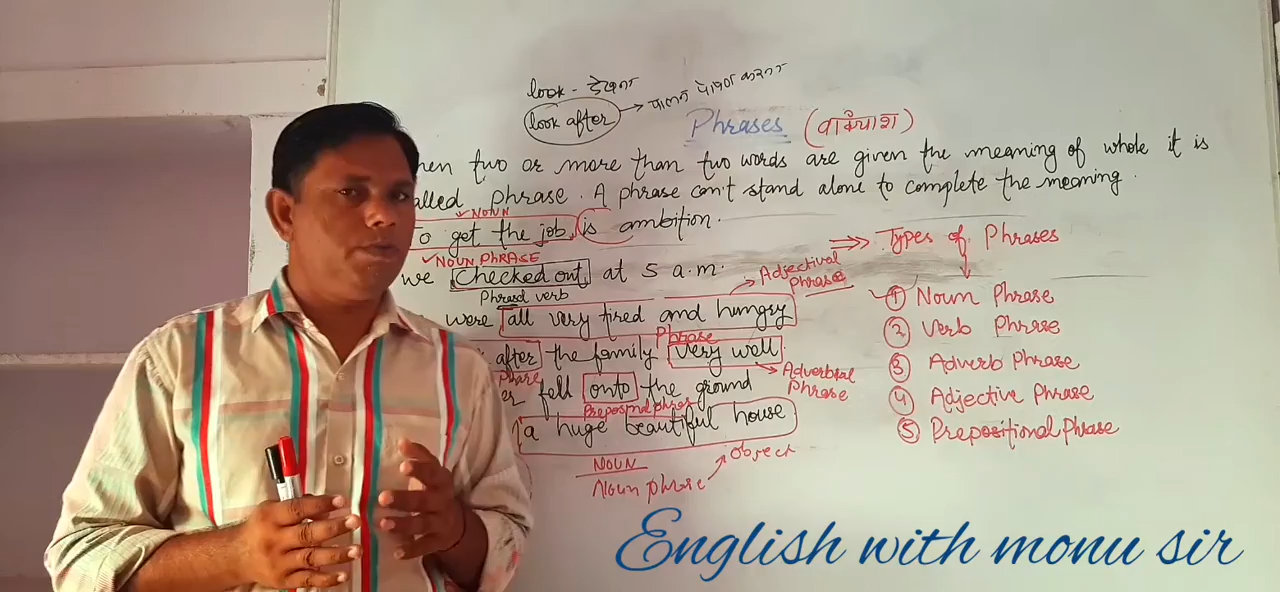 look - देखना
look after → पालन पोषण करना
Phrases (वाक्यांश)
hen two or more than two words are given the meaning of whole it is
alled phrase. A phrase can't stand alone to complete the meaning.
NOUN
o get the job, is ambition.
NOUN PHRASE
⇒ Types of Phrases
we checked out at 5 a.m.
Adjectival Phrase
Phrasal verb
① Noun Phrase
were all very tired and hungry
② Verb Phrase
Phrase
after the family very well.
③ Adverb Phrase
Adverbial Phrase
er fell onto the ground
④ Adjective Phrase
a huge beautiful house
⑤ Prepositional Phrase
NOUN
object
Noun phrase
English with monu sir